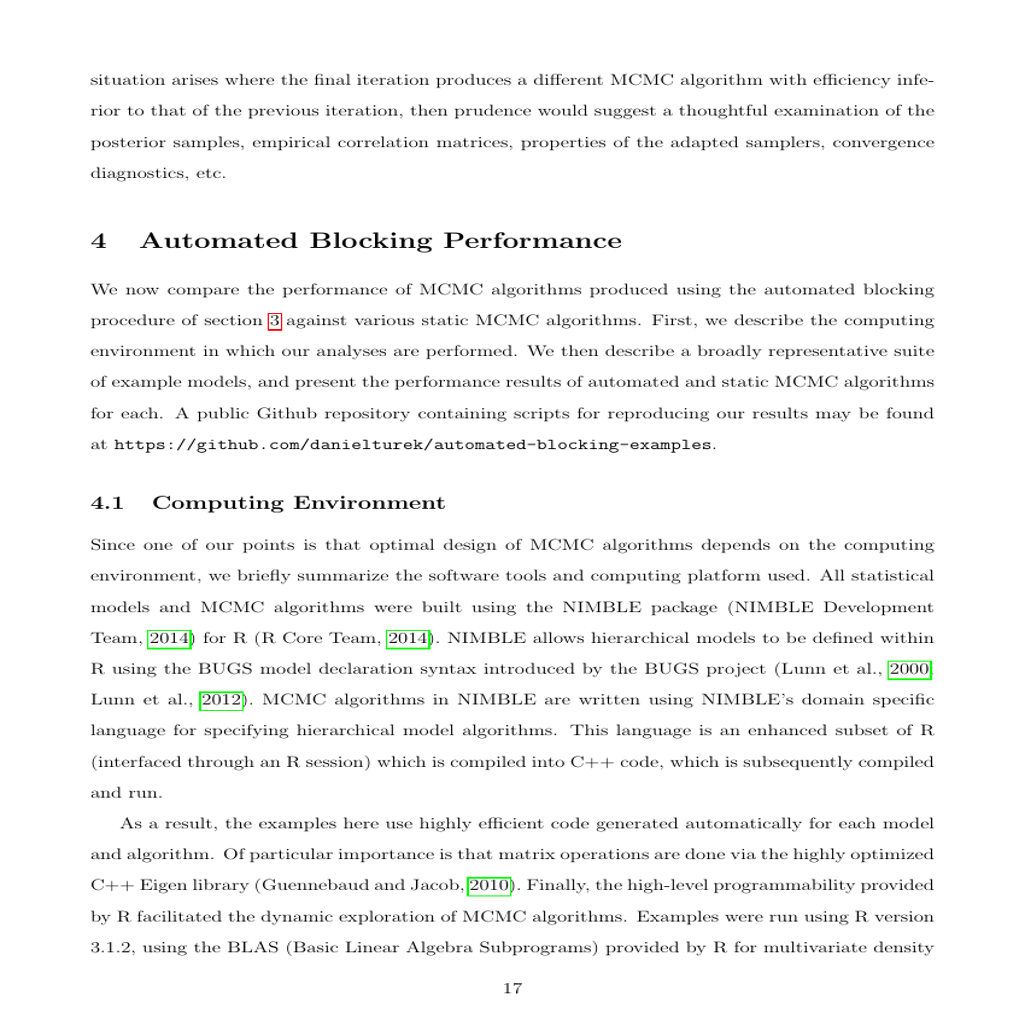 situation arises where the final iteration produces a different MCMC algorithm with efficiency infe-
rior to that of the previous iteration, then prudence would suggest a thoughtful examination of the
posterior samples, empirical correlation matrices, properties of the adapted samplers, convergence
diagnostics, etc.
4 Automated Blocking Performance
We now compare the performance of MCMC algorithms produced using the automated blocking
procedure of section 3 against various static MCMC algorithms. First, we describe the computing
environment in which our analyses are performed. We then describe a broadly representative suite
of example models, and present the performance results of automated and static MCMC algorithms
for each. A public Github repository containing scripts for reproducing our results may be found
at https://github.com/danielturek/automated-blocking-examples.
4.1 Computing Environment
Since one of our points is that optimal design of MCMC algorithms depends on the computing
environment, we briefly summarize the software tools and computing platform used. All statistical
models and MCMC algorithms were built using the NIMBLE package (NIMBLE Development
Team, 2014) for R (R Core Team, 2014). NIMBLE allows hierarchical models to be defined within
R using the BUGS model declaration syntax introduced by the BUGS project (Lunn et al., 2000;
Lunn et al., 2012). MCMC algorithms in NIMBLE are written using NIMBLE's domain specific
language for specifying hierarchical model algorithms. This language is an enhanced subset of R
(interfaced through an R session) which is compiled into C++ code, which is subsequently compiled
and run.
As a result, the examples here use highly efficient code generated automatically for each model
and algorithm. Of particular importance is that matrix operations are done via the highly optimized
C++ Eigen library (Guennebaud and Jacob, 2010). Finally, the high-level programmability provided
by R facilitated the dynamic exploration of MCMC algorithms. Examples were run using R version
3.1.2, using the BLAS (Basic Linear Algebra Subprograms) provided by R for multivariate density
17